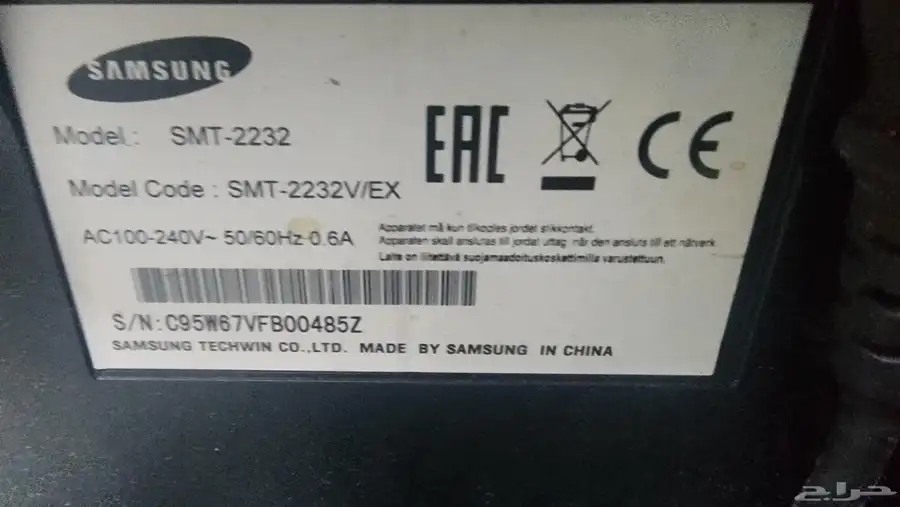 SAMSUNG
Model : SMT-2232
Model Code : SMT-2232V/EX
EAC CE
AC100-240V~ 50/60Hz 0.6A
Apparatet må kun tilkoples jordet stikkontakt.
Apparaten skall anslutas till jordat uttag när den ansluts till ett nätverk.
Laite on liitettävä suojamaadoituskoskettimilla varustettuun.
S/N:C95W67VFB00485Z
SAMSUNG TECHWIN CO.,LTD. MADE BY SAMSUNG IN CHINA
حراج